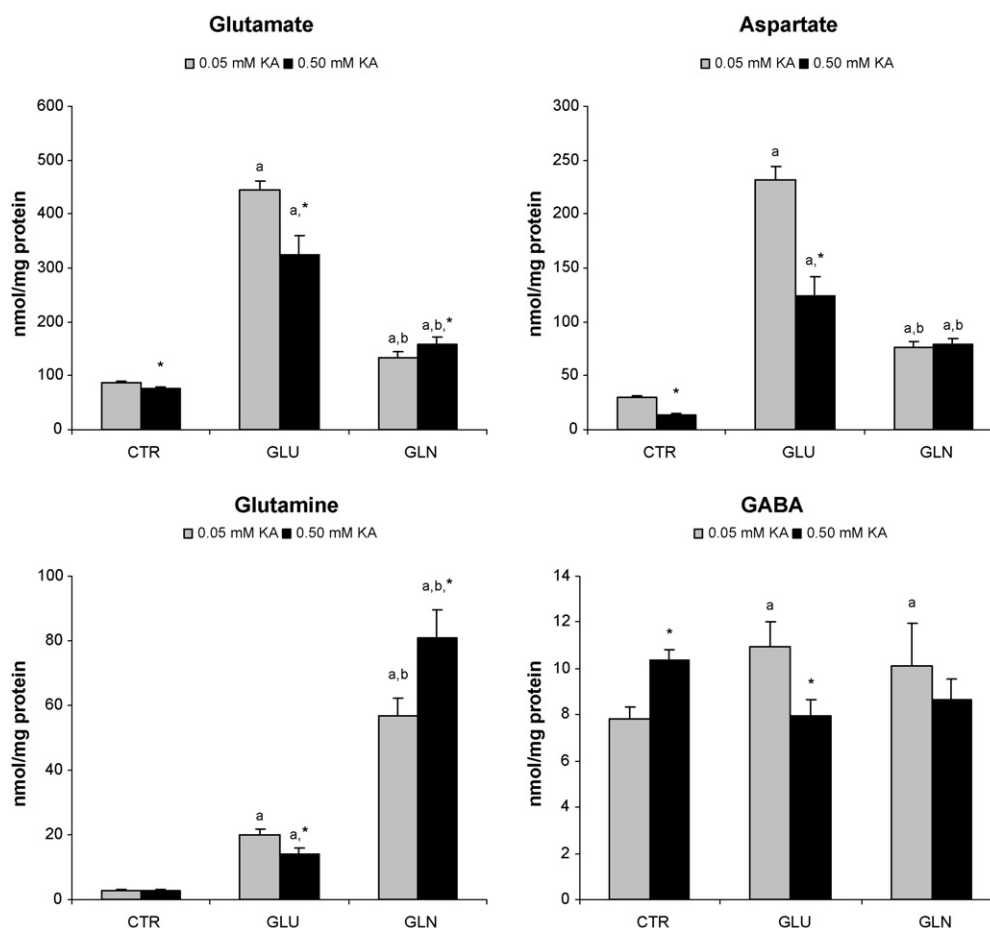 Glutamate
0.05 mM KA 0.50 mM KA
nmol/mg protein
600
500
400
300
200
100
0
*
a
a,*
a,b
a,b,*
CTR GLU GLN
Aspartate
0.05 mM KA 0.50 mM KA
nmol/mg protein
300
250
200
150
100
50
0
*
a
a,*
a,b
a,b
CTR GLU GLN
Glutamine
0.05 mM KA 0.50 mM KA
nmol/mg protein
100
80
60
40
20
0
a
a,*
a,b
a,b,*
CTR GLU GLN
GABA
0.05 mM KA 0.50 mM KA
nmol/mg protein
14
12
10
8
6
4
2
0
*
a
*
a
CTR GLU GLN